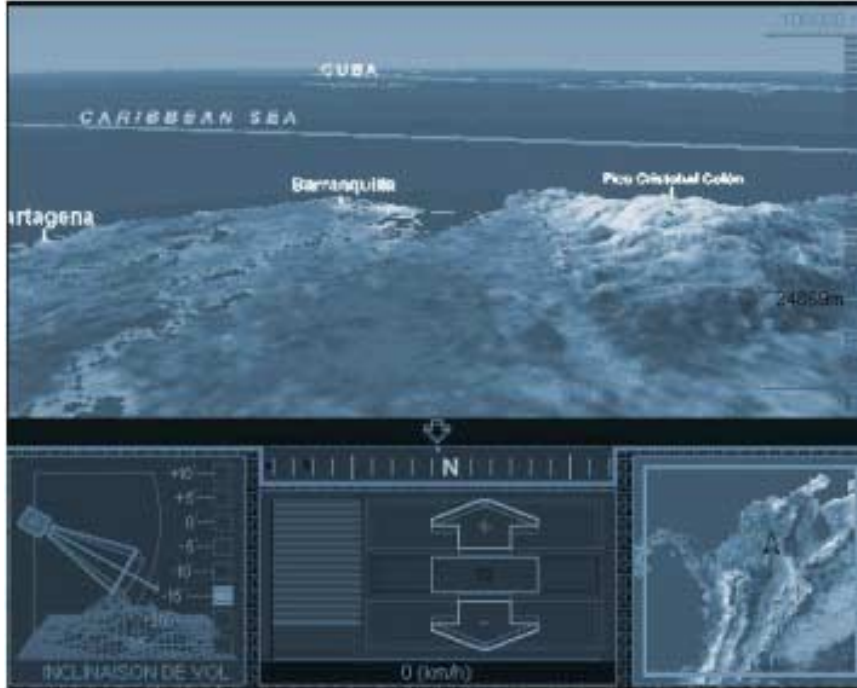 CUBA
CARIBBEAN SEA
Barranquilla
Pico Cristobal Colón
artagena
24869m
N
+10
+5
0
-5
-10
-15
+
-
A
INCLINAISON DE VOL
0 (km/h)